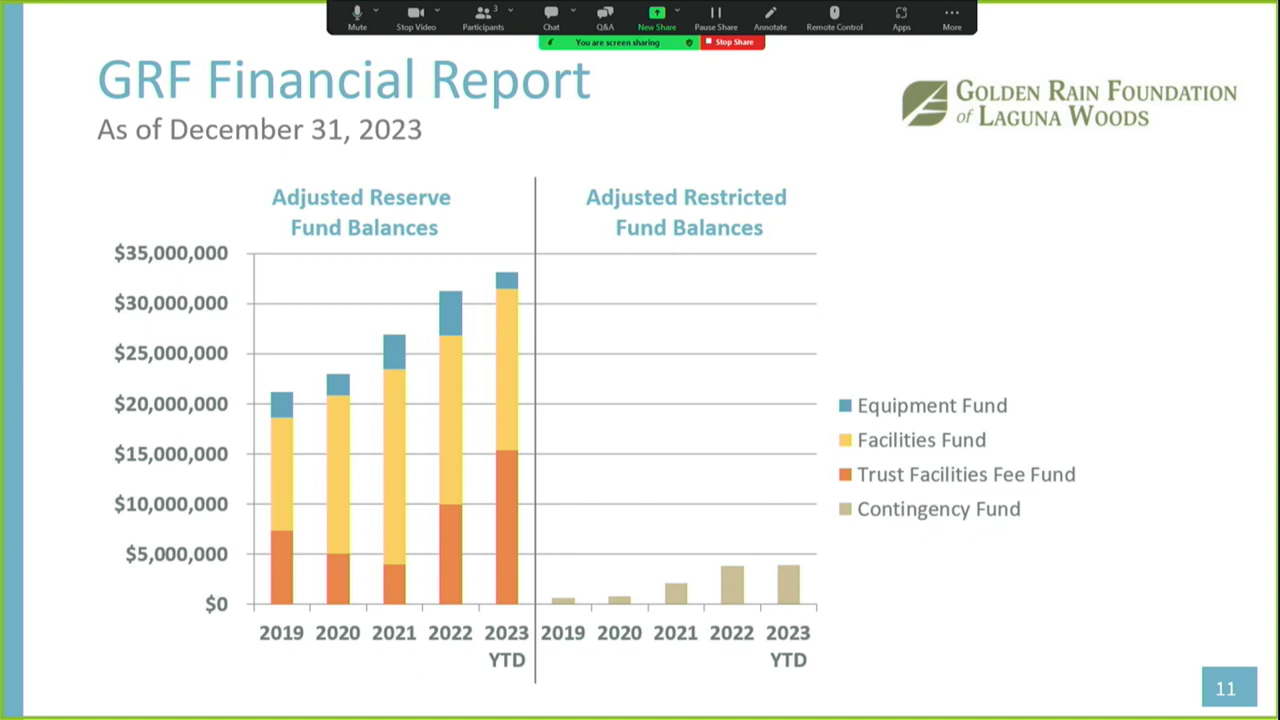 Mute
Stop Video
3
Participants
Chat
Q&A
New Share
Pause Share
Annotate
Remote Control
Apps
More
You are screen sharing
Stop Share
GRF Financial Report
As of December 31, 2023
GOLDEN RAIN FOUNDATION
of LAGUNA WOODS
Adjusted Reserve
Fund Balances
Adjusted Restricted
Fund Balances
$35,000,000
$30,000,000
$25,000,000
$20,000,000
$15,000,000
$10,000,000
$5,000,000
$0
2019 2020 2021 2022 2023 2019 2020 2021 2022 2023
YTD YTD
Equipment Fund
Facilities Fund
Trust Facilities Fee Fund
Contingency Fund
11